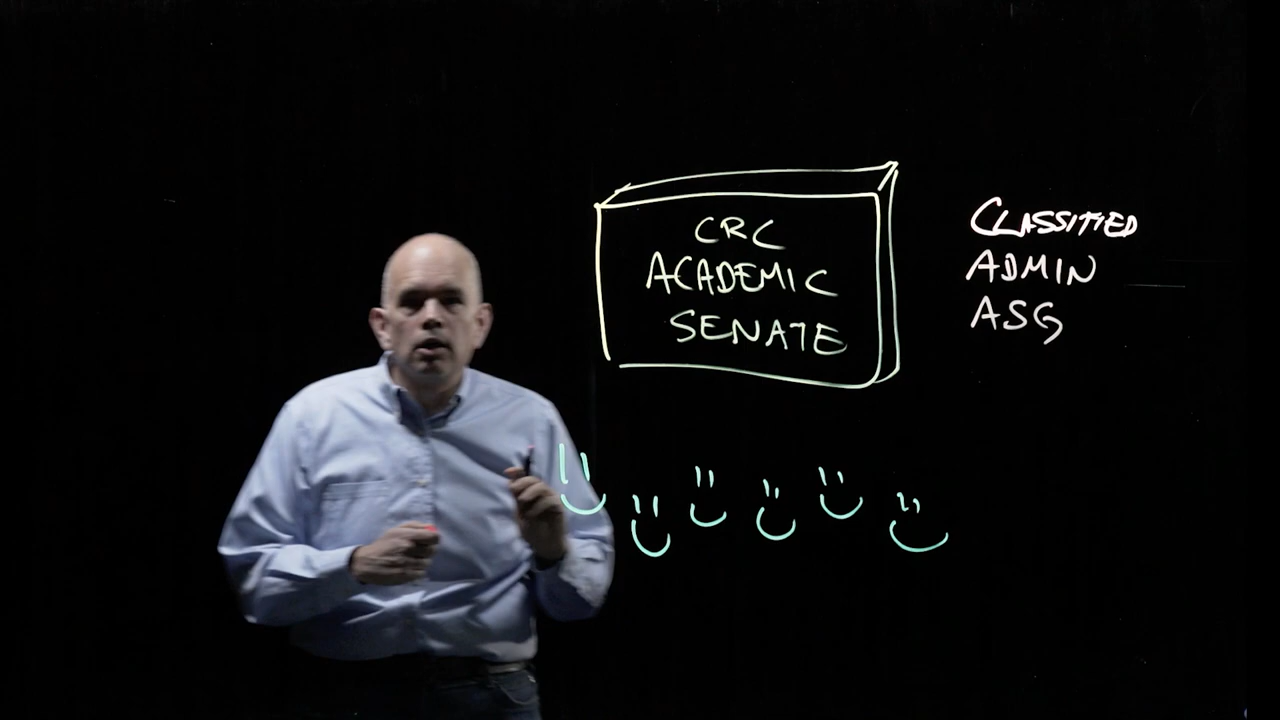 CRC
ACADEMIC
SENATE
CLASSIFIED
ADMIN
ASG